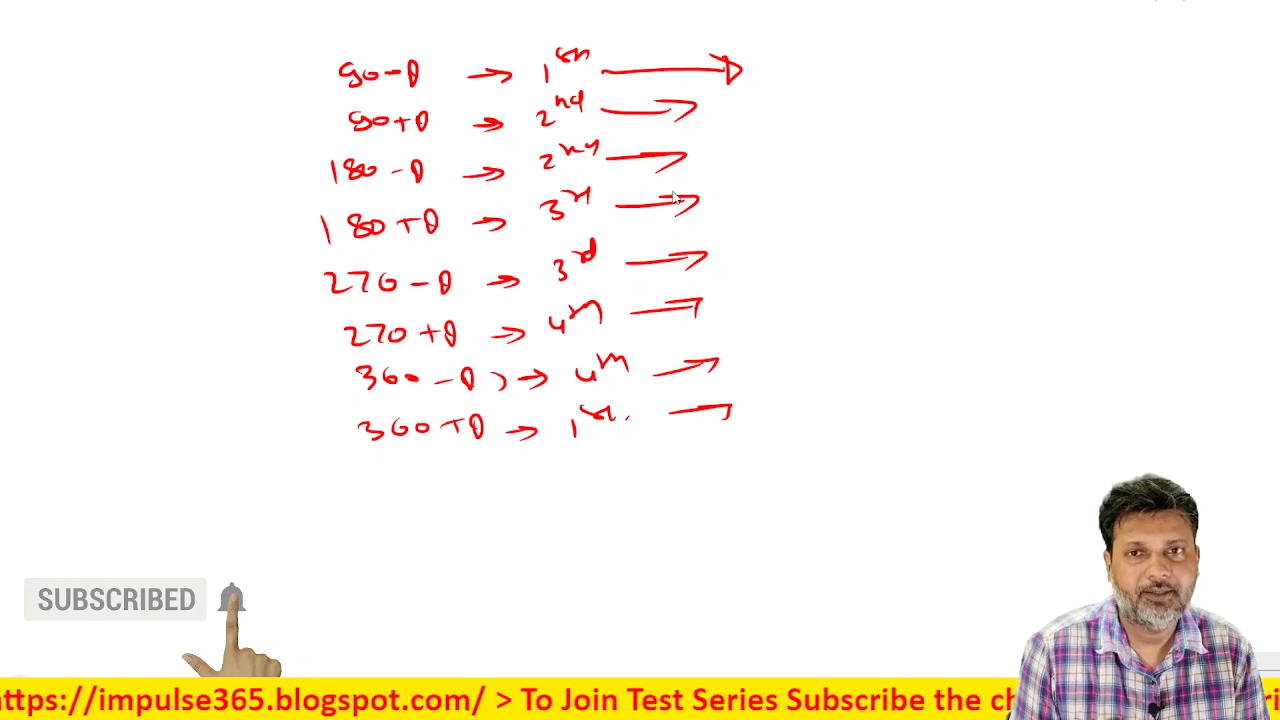 90-θ → 1st →
90+θ → 2nd →
180-θ → 2nd →
180+θ → 3rd →
270-θ → 3rd →
270+θ → 4th →
360-θ) → 4th →
360+θ → 1st. →
SUBSCRIBED
ttps://impulse365.blogspot.com/ > To Join Test Series Subscribe the ch